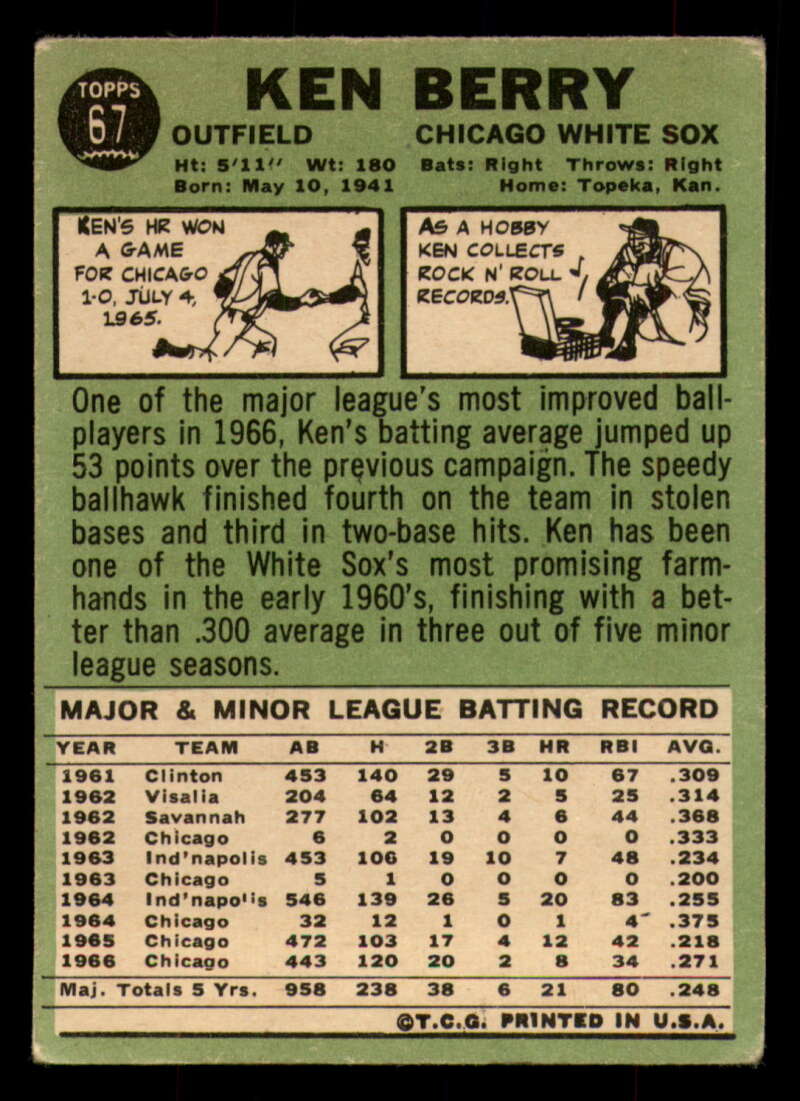 TOPPS
67
KEN BERRY
OUTFIELD CHICAGO WHITE SOX
Ht: 5'11" Wt: 180 Bats: Right Throws: Right
Born: May 10, 1941 Home: Topeka, Kan.
KEN'S HR WON
A GAME
FOR CHICAGO
1-0, JULY 4,
1965.
AS A HOBBY
KEN COLLECTS
ROCK N' ROLL
RECORDS.
One of the major league's most improved ball-
players in 1966, Ken's batting average jumped up
53 points over the previous campaign. The speedy
ballhawk finished fourth on the team in stolen
bases and third in two-base hits. Ken has been
one of the White Sox's most promising farm-
hands in the early 1960's, finishing with a bet-
ter than .300 average in three out of five minor
league seasons.
MAJOR & MINOR LEAGUE BATTING RECORD
YEAR TEAM AB H 2B 3B HR RBI AVG.
1961 Clinton 453 140 29 5 10 67 .309
1962 Visalia 204 64 12 2 5 25 .314
1962 Savannah 277 102 13 4 6 44 .368
1962 Chicago 6 2 0 0 0 0 .333
1963 Ind'napolis 453 106 19 10 7 48 .234
1963 Chicago 5 1 0 0 0 0 .200
1964 Ind'napolis 546 139 26 5 20 83 .255
1964 Chicago 32 12 1 0 1 4 .375
1965 Chicago 472 103 17 4 12 42 .218
1966 Chicago 443 120 20 2 8 34 .271
Maj. Totals 5 Yrs. 958 238 38 6 21 80 .248
©T.C.G. PRINTED IN U.S.A.